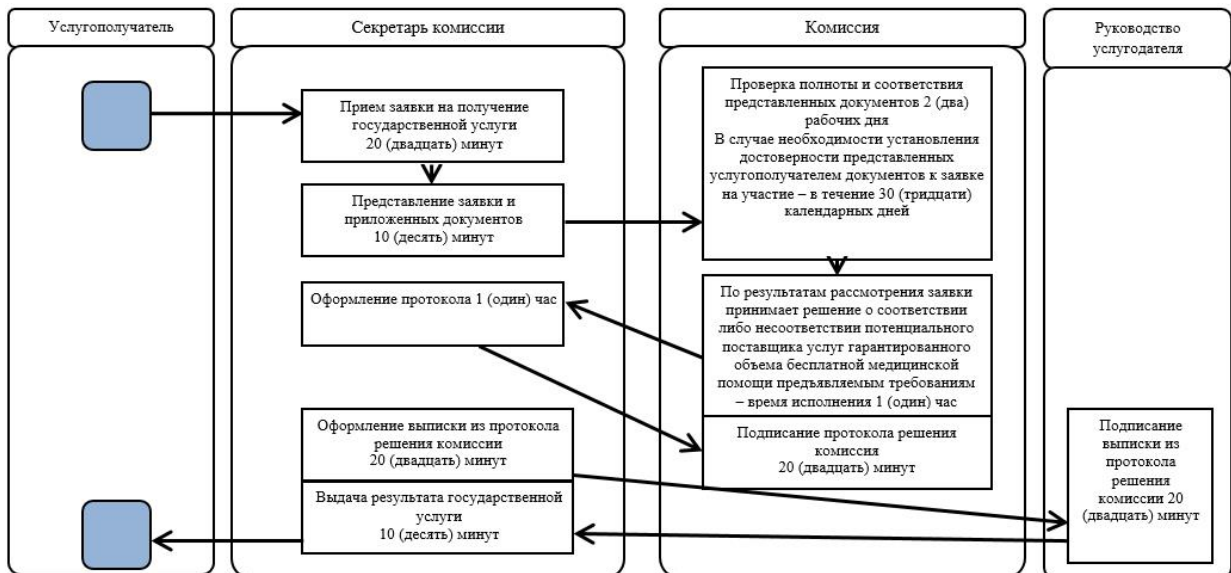 Услугополучатель
Секретарь комиссии
Комиссия
Руководство
услугодателя
Прием заявки на получение
государственной услуги
20 (двадцать) минут
Представление заявки и
приложенных документов
10 (десять) минут
Проверка полноты и соответствия
представленных документов 2 (два)
рабочих дня
В случае необходимости установления
достоверности представленных
услугополучателем документов к заявке
на участие – в течение 30 (тридцати)
календарных дней
По результатам рассмотрения заявки
принимает решение о соответствии
либо несоответствии потенциального
поставщика услуг гарантированного
объема бесплатной медицинской
помощи предъявляемым требованиям
– время исполнения 1 (один) час
Оформление протокола 1 (один) час
Подписание протокола решения
комиссия
20 (двадцать) минут
Оформление выписки из протокола
решения комиссии
20 (двадцать) минут
Подписание
выписки из
протокола
решения
комиссии 20
(двадцать) минут
Выдача результата государственной
услуги
10 (десять) минут